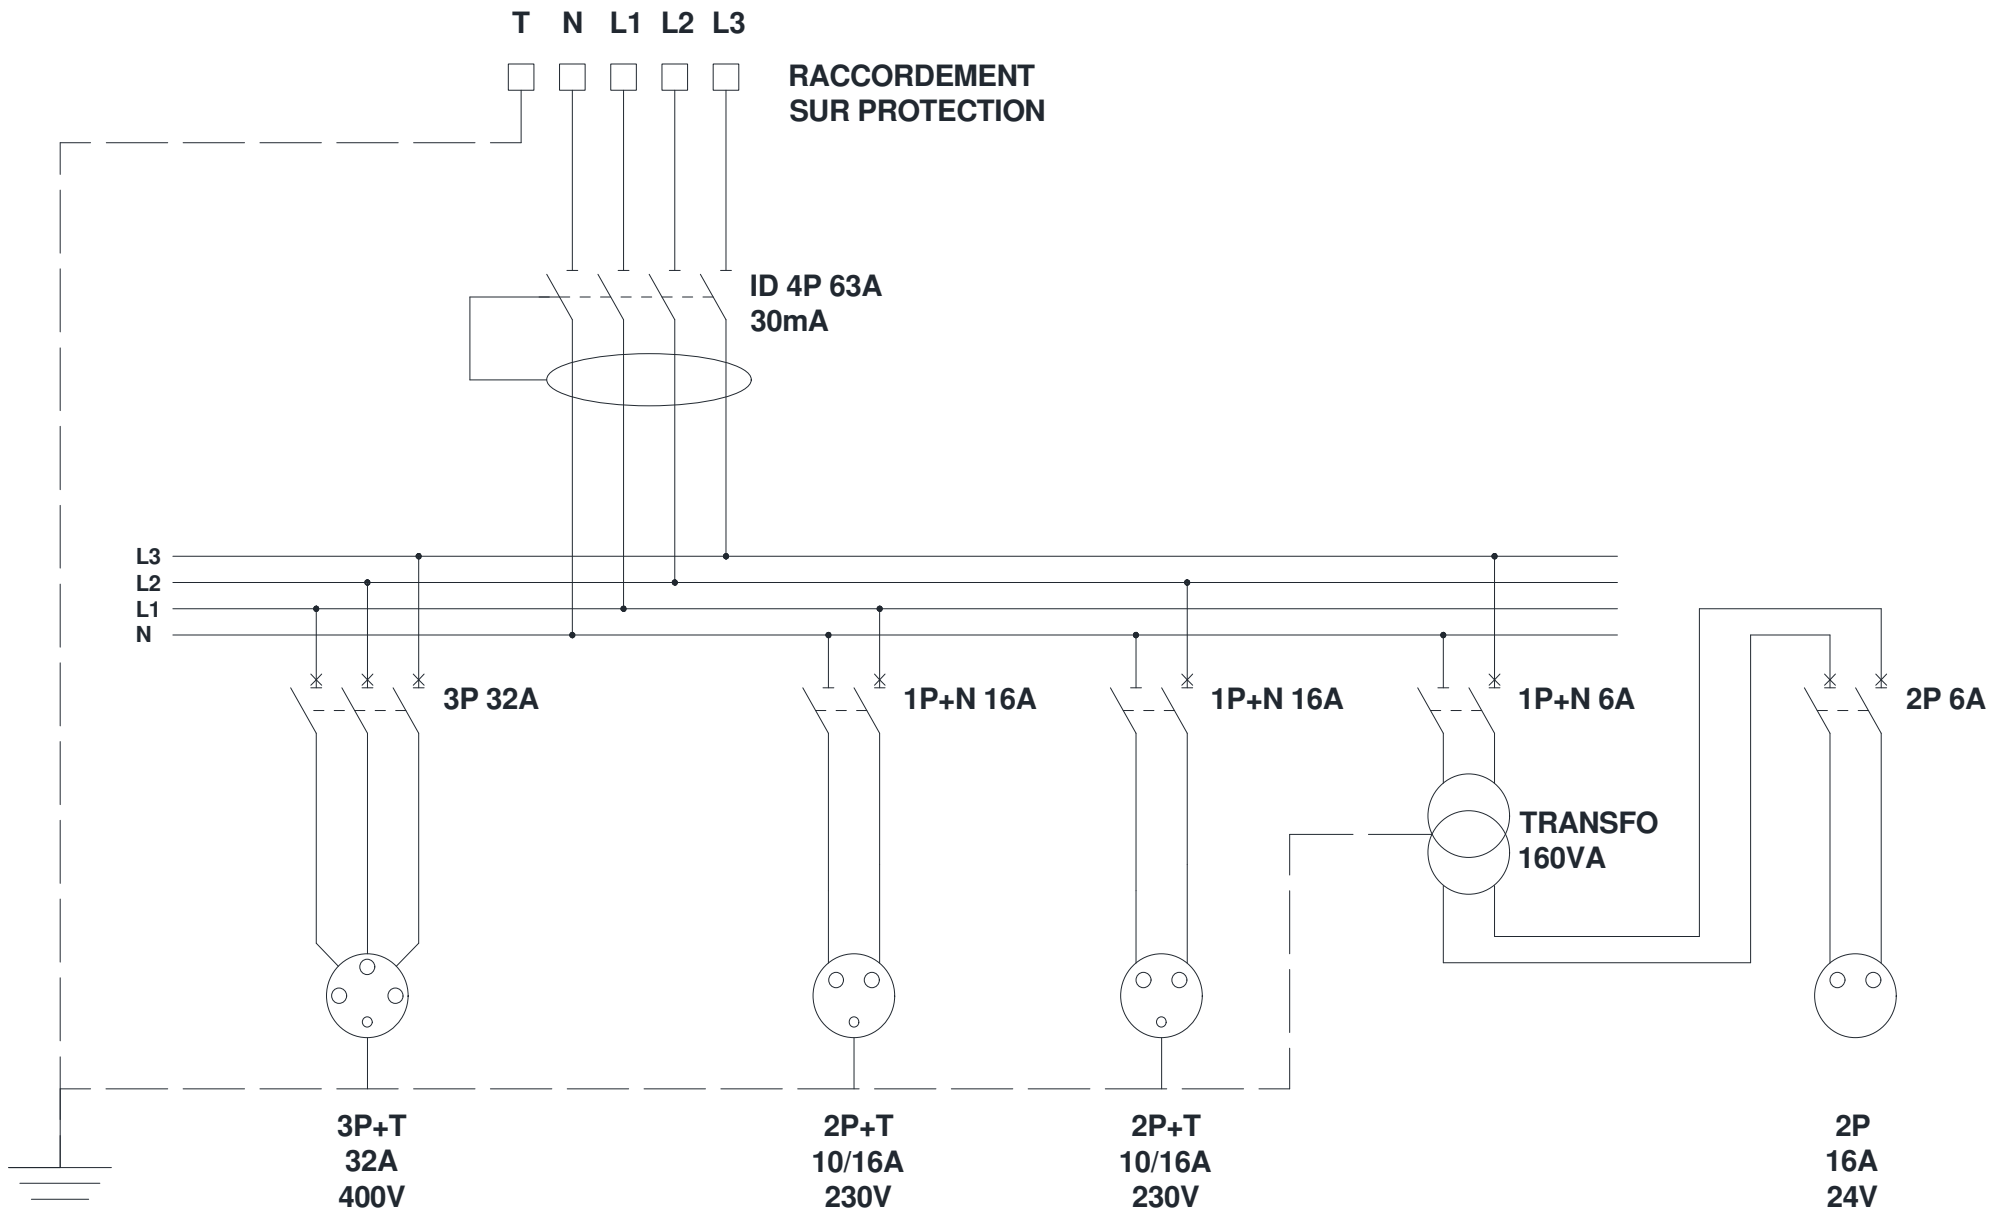 T N L1 L2 L3
RACCORDEMENT
SUR PROTECTION
ID 4P 63A
30mA
L3
L2
L1
N
3P 32A
1P+N 16A
1P+N 16A
1P+N 6A
2P 6A
TRANSFO
160VA
3P+T
32A
400V
2P+T
10/16A
230V
2P+T
10/16A
230V
2P
16A
24V